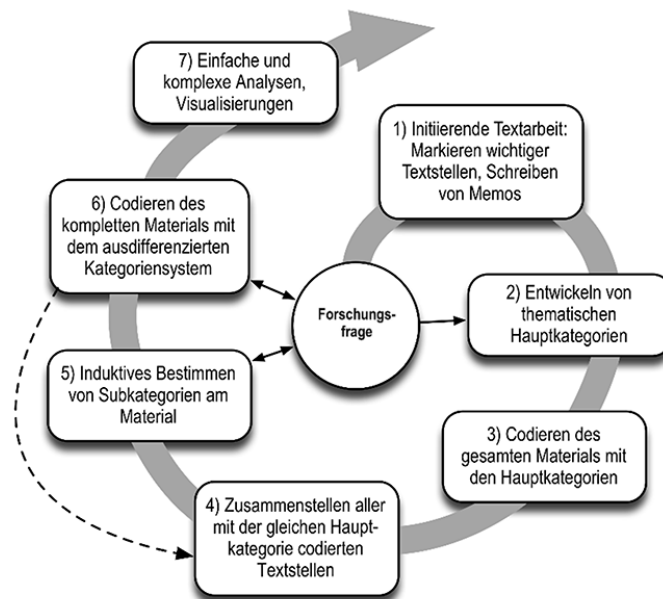 7) Einfache und
komplexe Analysen,
Visualisierungen
1) Initiierende Textarbeit:
Markieren wichtiger
Textstellen, Schreiben
von Memos
6) Codieren des
kompletten Materials mit
dem ausdifferenzierten
Kategoriensystem
Forschungs-
frage
2) Entwickeln von
thematischen
Hauptkategorien
5) Induktives Bestimmen
von Subkategorien am
Material
3) Codieren des
gesamten Materials mit
den Hauptkategorien
4) Zusammenstellen aller
mit der gleichen Haupt-
kategorie codierten
Textstellen